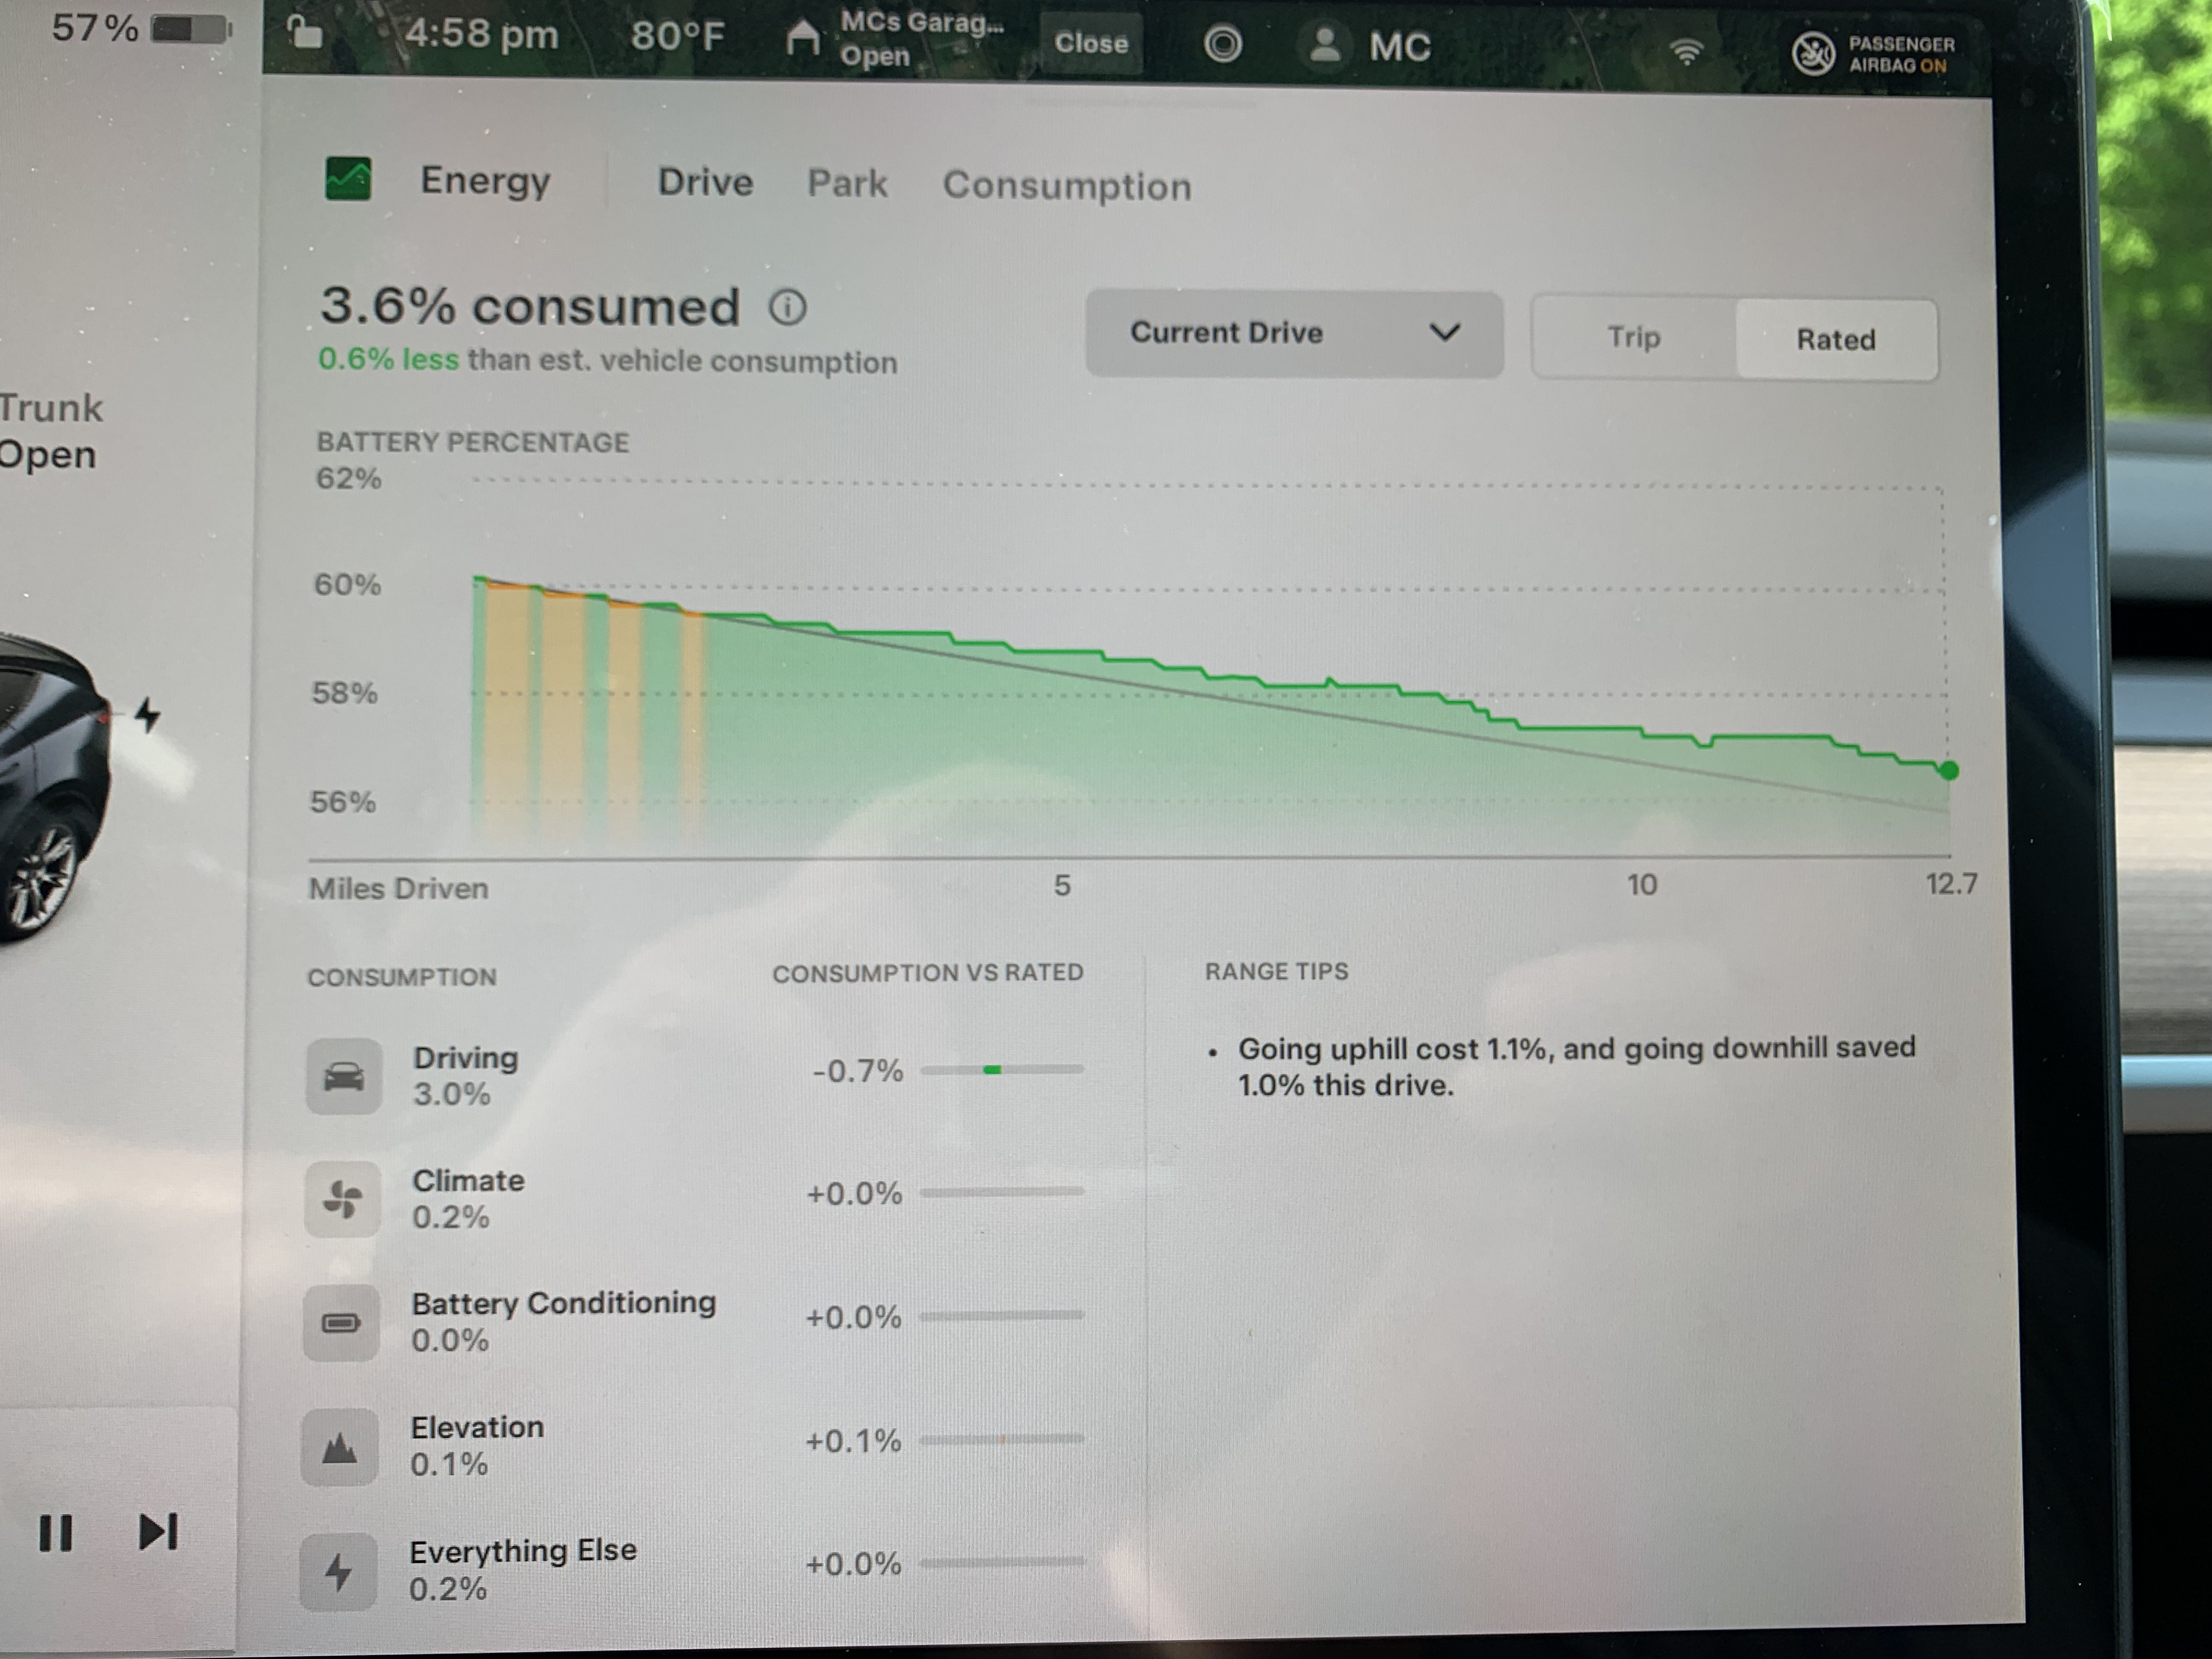 57%
4:58 pm
80°F
MCs Garag...
Open
Close
MC
PASSENGER
AIRBAG ON
Energy
Drive
Park
Consumption
3.6% consumed
0.6% less than est. vehicle consumption
Current Drive
Trip
Rated
Trunk
Open
BATTERY PERCENTAGE
62%
60%
58%
56%
Miles Driven
5
10
12.7
CONSUMPTION
CONSUMPTION VS RATED
Driving
3.0%
-0.7%
Climate
0.2%
+0.0%
Battery Conditioning
0.0%
+0.0%
Elevation
0.1%
+0.1%
Everything Else
0.2%
+0.0%
RANGE TIPS
• Going uphill cost 1.1%, and going downhill saved
1.0% this drive.